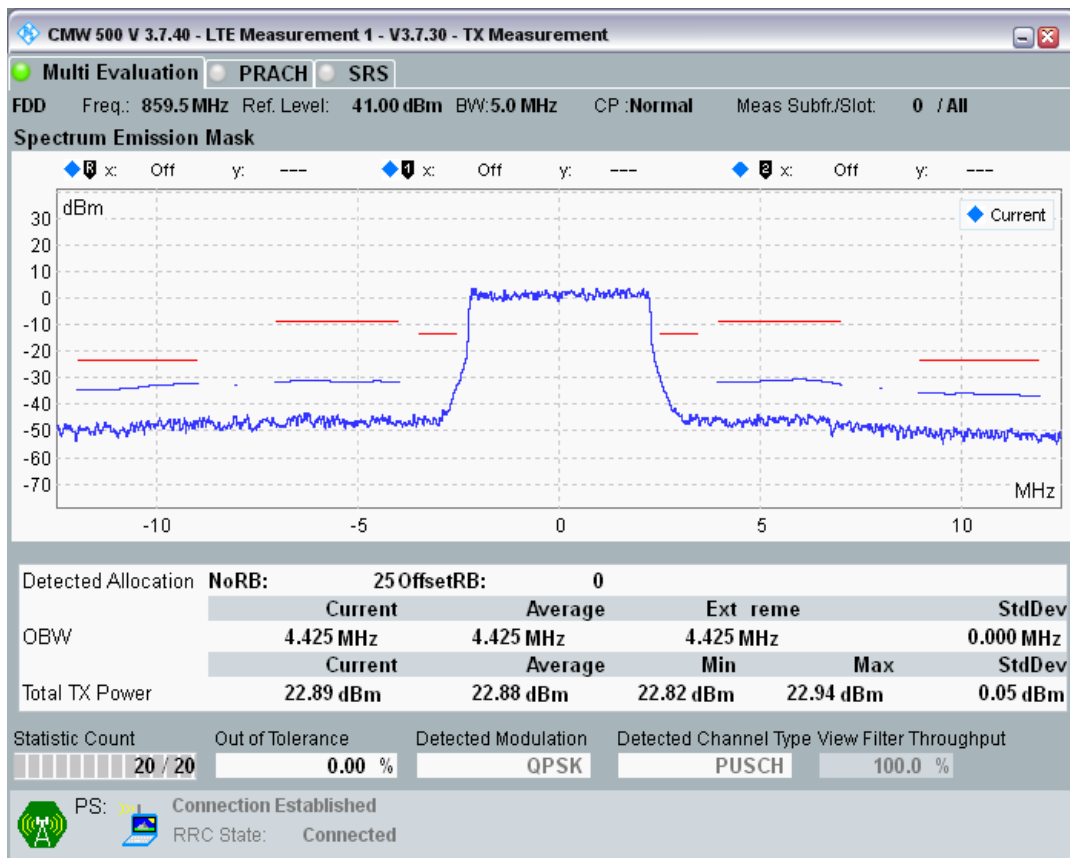 CMW 500 V 3.7.40 - LTE Measurement 1 - V3.7.30 - TX Measurement
Multi Evaluation PRACH SRS
FDD Freq.: 859.5 MHz Ref. Level: 41.00 dBm BW:5.0 MHz CP :Normal Meas Subfr./Slot: 0 / All
Spectrum Emission Mask
R x: Off y: --- 1 x: Off y: --- 2 x: Off y: ---
dBm
Current
30
20
10
0
-10
-20
-30
-40
-50
-60
-70
MHz
-10 -5 0 5 10
Detected Allocation NoRB: 25 OffsetRB: 0
Current Average Ext reme StdDev
OBW 4.425 MHz 4.425 MHz 4.425 MHz 0.000 MHz
Current Average Min Max StdDev
Total TX Power 22.89 dBm 22.88 dBm 22.82 dBm 22.94 dBm 0.05 dBm
Statistic Count Out of Tolerance Detected Modulation Detected Channel Type View Filter Throughput
20 / 20 0.00 % QPSK PUSCH 100.0 %
PS: Connection Established
RRC State: Connected